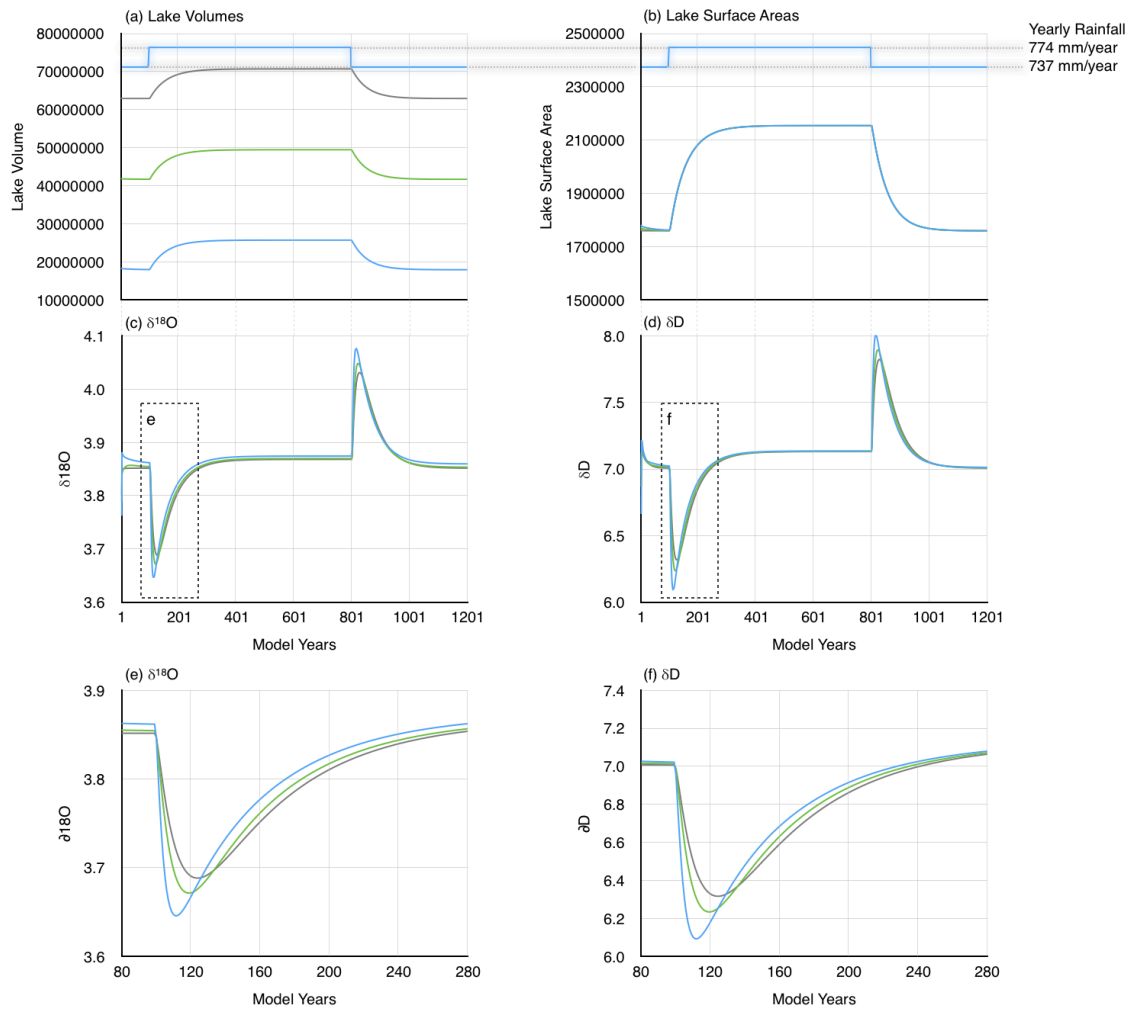 (a) Lake Volumes
(b) Lake Surface Areas
Yearly Rainfall
774 mm/year
737 mm/year
80000000
70000000
60000000
50000000
40000000
30000000
20000000
10000000
Lake Volume
2500000
2300000
2100000
1900000
1700000
1500000
Lake Surface Area
(c) δ¹⁸O
4.1
4.0
3.9
3.8
3.7
3.6
δ18O
e
1 201 401 601 801 1001 1201
Model Years
(d) δD
8.0
7.5
7.0
6.5
6.0
δD
f
1 201 401 601 801 1001 1201
Model Years
(e) δ¹⁸O
3.9
3.8
3.7
3.6
∂18O
80 120 160 200 240 280
Model Years
(f) δD
7.4
7.2
7.0
6.8
6.6
6.4
6.2
6.0
∂D
80 120 160 200 240 280
Model Years